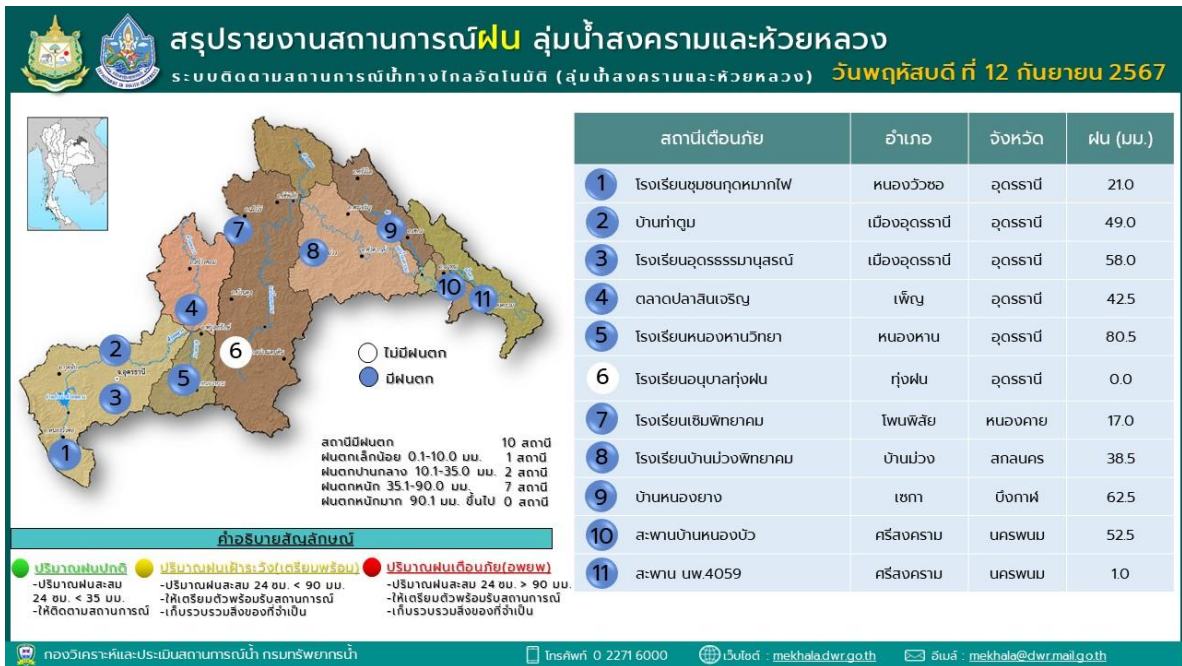 สรุปรายงานสถานการณ์ฝน ลุ่มน้ำสงครามและห้วยหลวง
ระบบติดตามสถานการณ์น้ำทางไกลอัตโนมัติ (ลุ่มน้ำสงครามและห้วยหลวง)
วันพฤหัสบดี ที่ 12 กันยายน 2567
สถานีเตือนภัย อำเภอ จังหวัด ฝน (มม.)
1 โรงเรียนชุมชนกุดหมากไฟ หนองวัวซอ อุดรธานี 21.0
2 บ้านท่าตูม เมืองอุดรธานี อุดรธานี 49.0
3 โรงเรียนอุดรธรรมานุสรณ์ เมืองอุดรธานี อุดรธานี 58.0
4 ตลาดปลาสินเจริญ เพ็ญ อุดรธานี 42.5
5 โรงเรียนหนองหานวิทยา หนองหาน อุดรธานี 80.5
6 โรงเรียนอนุบาลทุ่งฝน ทุ่งฝน อุดรธานี 0.0
7 โรงเรียนเซิมพิทยาคม โพนพิสัย หนองคาย 17.0
8 โรงเรียนบ้านม่วงพิทยาคม บ้านม่วง สกลนคร 38.5
9 บ้านหนองยาง เซกา บึงกาฬ 62.5
10 สะพานบ้านหนองบัว ศรีสงคราม นครพนม 52.5
11 สะพาน นพ.4059 ศรีสงคราม นครพนม 1.0
7
9
8
10
11
4
2
6
5
3
1
จ.อุดรธานี
ไม่มีฝนตก
มีฝนตก
สถานีมีฝนตก 10 สถานี
ฝนตกเล็กน้อย 0.1-10.0 มม. 1 สถานี
ฝนตกปานกลาง 10.1-35.0 มม. 2 สถานี
ฝนตกหนัก 35.1-90.0 มม. 7 สถานี
ฝนตกหนักมาก 90.1 มม. ขึ้นไป 0 สถานี
คำอธิบายสัญลักษณ์
ปริมาณฝนปกติ
-ปริมาณฝนสะสม
24 ชม. < 35 มม.
-ให้ติดตามสถานการณ์
ปริมาณฝนเฝ้าระวัง(เตรียมพร้อม)
-ปริมาณฝนสะสม 24 ชม. < 90 มม.
-ให้เตรียมตัวพร้อมรับสถานการณ์
-เก็บรวบรวมสิ่งของที่จำเป็น
ปริมาณฝนเตือนภัย(อพยพ)
-ปริมาณฝนสะสม 24 ชม. > 90 มม.
-ให้เตรียมตัวพร้อมรับสถานการณ์
-เก็บรวบรวมสิ่งของที่จำเป็น
กองวิเคราะห์และประเมินสถานการณ์น้ำ กรมทรัพยากรน้ำ
โทรศัพท์ 0 2271 6000
เว็บไซต์ : mekhala.dwr.go.th
อีเมล์ : mekhala@dwr.mail.go.th